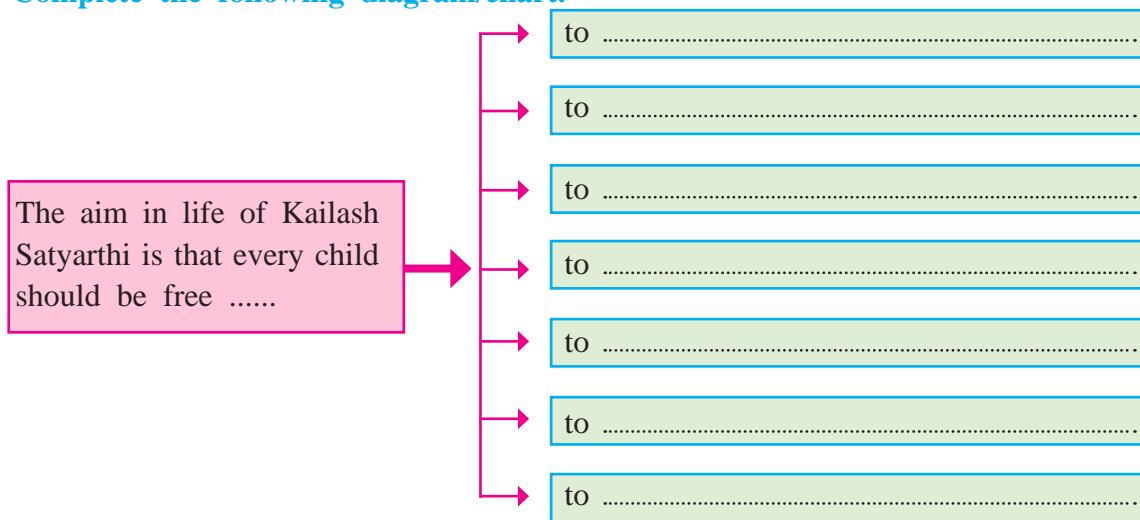 Complete the following diagram/chart.
to ..........................................................................................
to ..........................................................................................
to ..........................................................................................
The aim in life of Kailash
Satyarthi is that every child
should be free ......
to ..........................................................................................
to ..........................................................................................
to ..........................................................................................
to ..........................................................................................